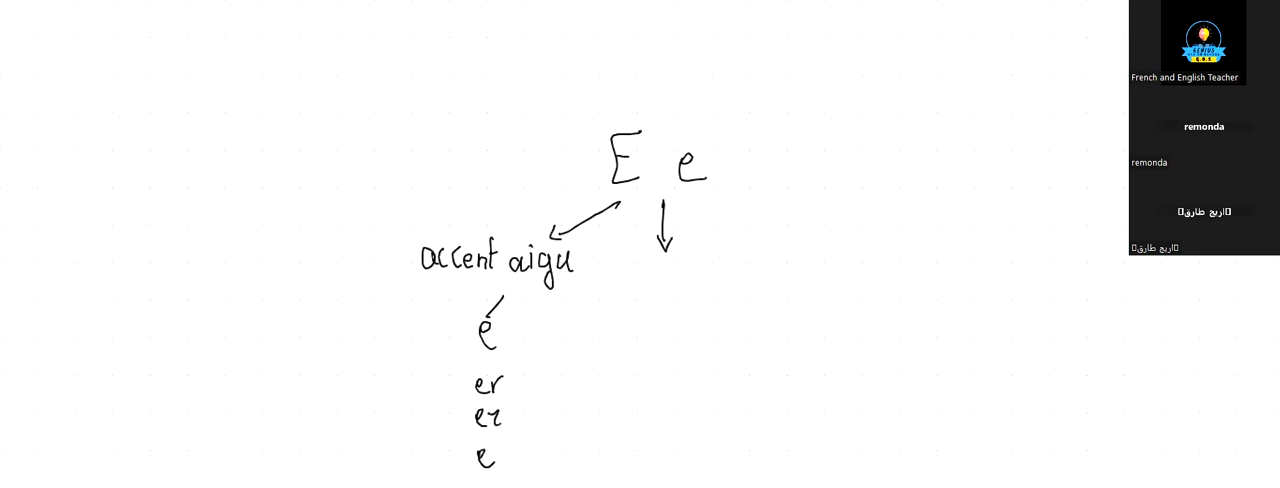 French and English Teacher
remonda
remonda
اريج طارق
اريج طارق
E e
accent aigu
é
er
ez
e